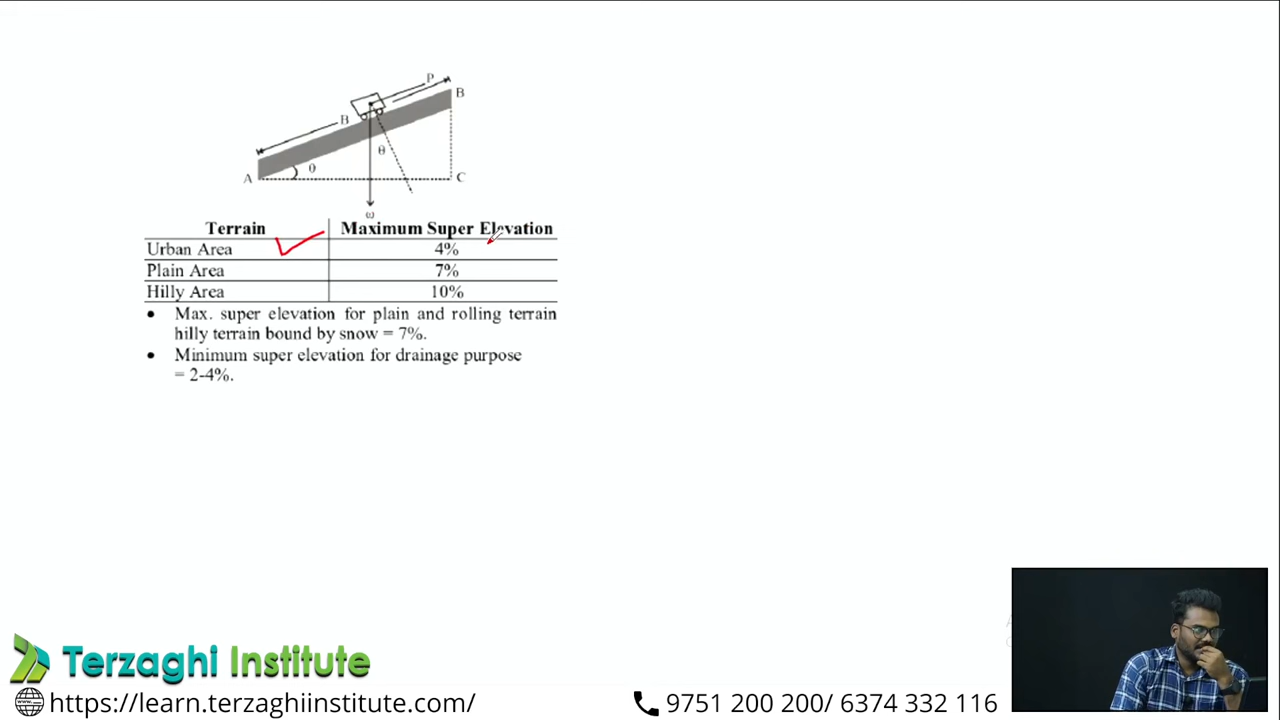 P
B
B
θ
A
θ
C
ω
Terrain Maximum Super Elevation
Urban Area 4%
Plain Area 7%
Hilly Area 10%
• Max. super elevation for plain and rolling terrain
hilly terrain bound by snow = 7%.
• Minimum super elevation for drainage purpose
= 2-4%.
Terzaghi Institute
https://learn.terzaghiinstitute.com/ 9751 200 200/ 6374 332 116